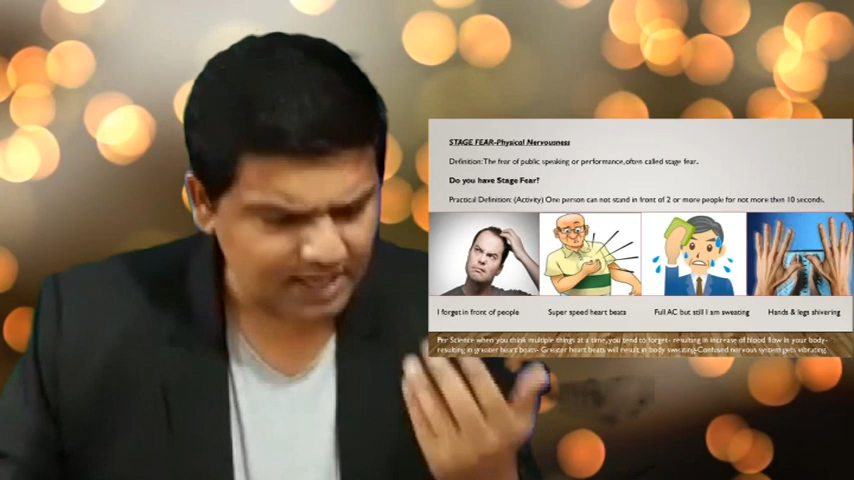 STAGE FEAR-Physical Nervousness
Definition: The fear of public speaking or performance,often called stage fear.
Do you have Stage Fear?
Practical Definition: (Activity) One person can not stand in front of 2 or more people for not more then 10 seconds.
I forget in front of people
Super speed heart beats
Full AC but still I am sweating
Hands & legs shivering
Per Science when you think multiple things at a time, you tend to forget- resulting in increase of blood flow in your body-
resulting in greater heart beats- Greater heart beats will result in body sweating-Confused nervous system gets vibrating.